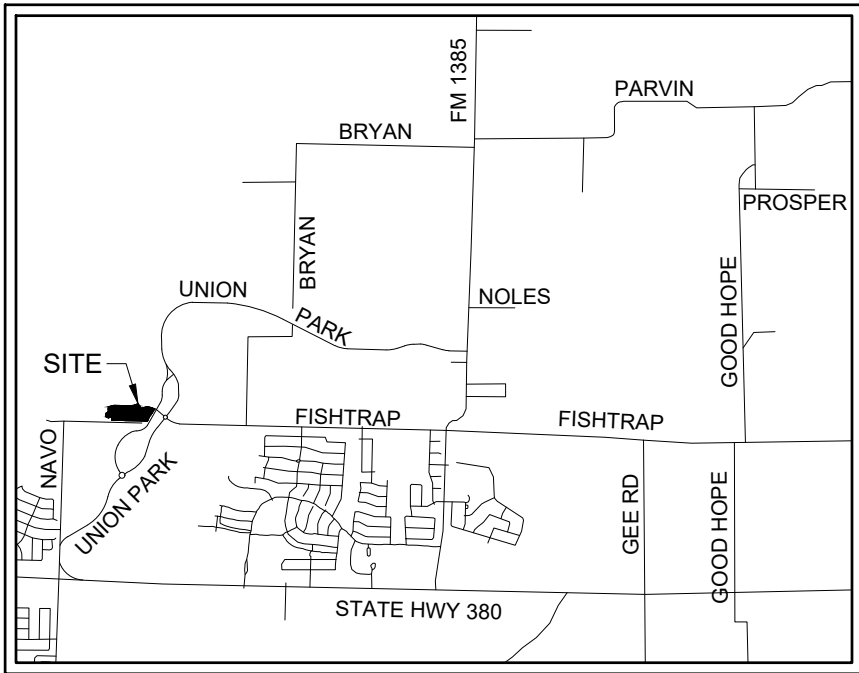 FM 1385
PARVIN
BRYAN
PROSPER
BRYAN
GOOD HOPE
UNION
NOLES
PARK
SITE
FISHTRAP
FISHTRAP
NAVO
UNION PARK
GEE RD
GOOD HOPE
STATE HWY 380